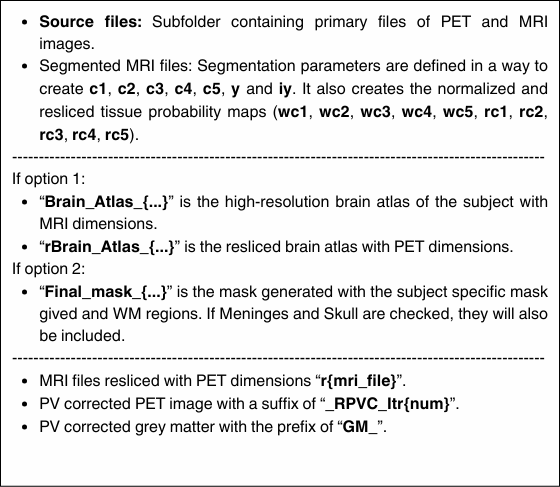 • Source files: Subfolder containing primary files of PET and MRI
images.
• Segmented MRI files: Segmentation parameters are defined in a way to
create c1, c2, c3, c4, c5, y and iy. It also creates the normalized and
resliced tissue probability maps (wc1, wc2, wc3, wc4, wc5, rc1, rc2,
rc3, rc4, rc5).
--------------------------------------------------------------------------------------------------------
If option 1:
• “Brain_Atlas_{...}” is the high-resolution brain atlas of the subject with
MRI dimensions.
• “rBrain_Atlas_{...}” is the resliced brain atlas with PET dimensions.
If option 2:
• “Final_mask_{...}” is the mask generated with the subject specific mask
gived and WM regions. If Meninges and Skull are checked, they will also
be included.
--------------------------------------------------------------------------------------------------------
• MRI files resliced with PET dimensions “r{mri_file}”.
• PV corrected PET image with a suffix of “_RPVC_Itr{num}”.
• PV corrected grey matter with the prefix of “GM_”.